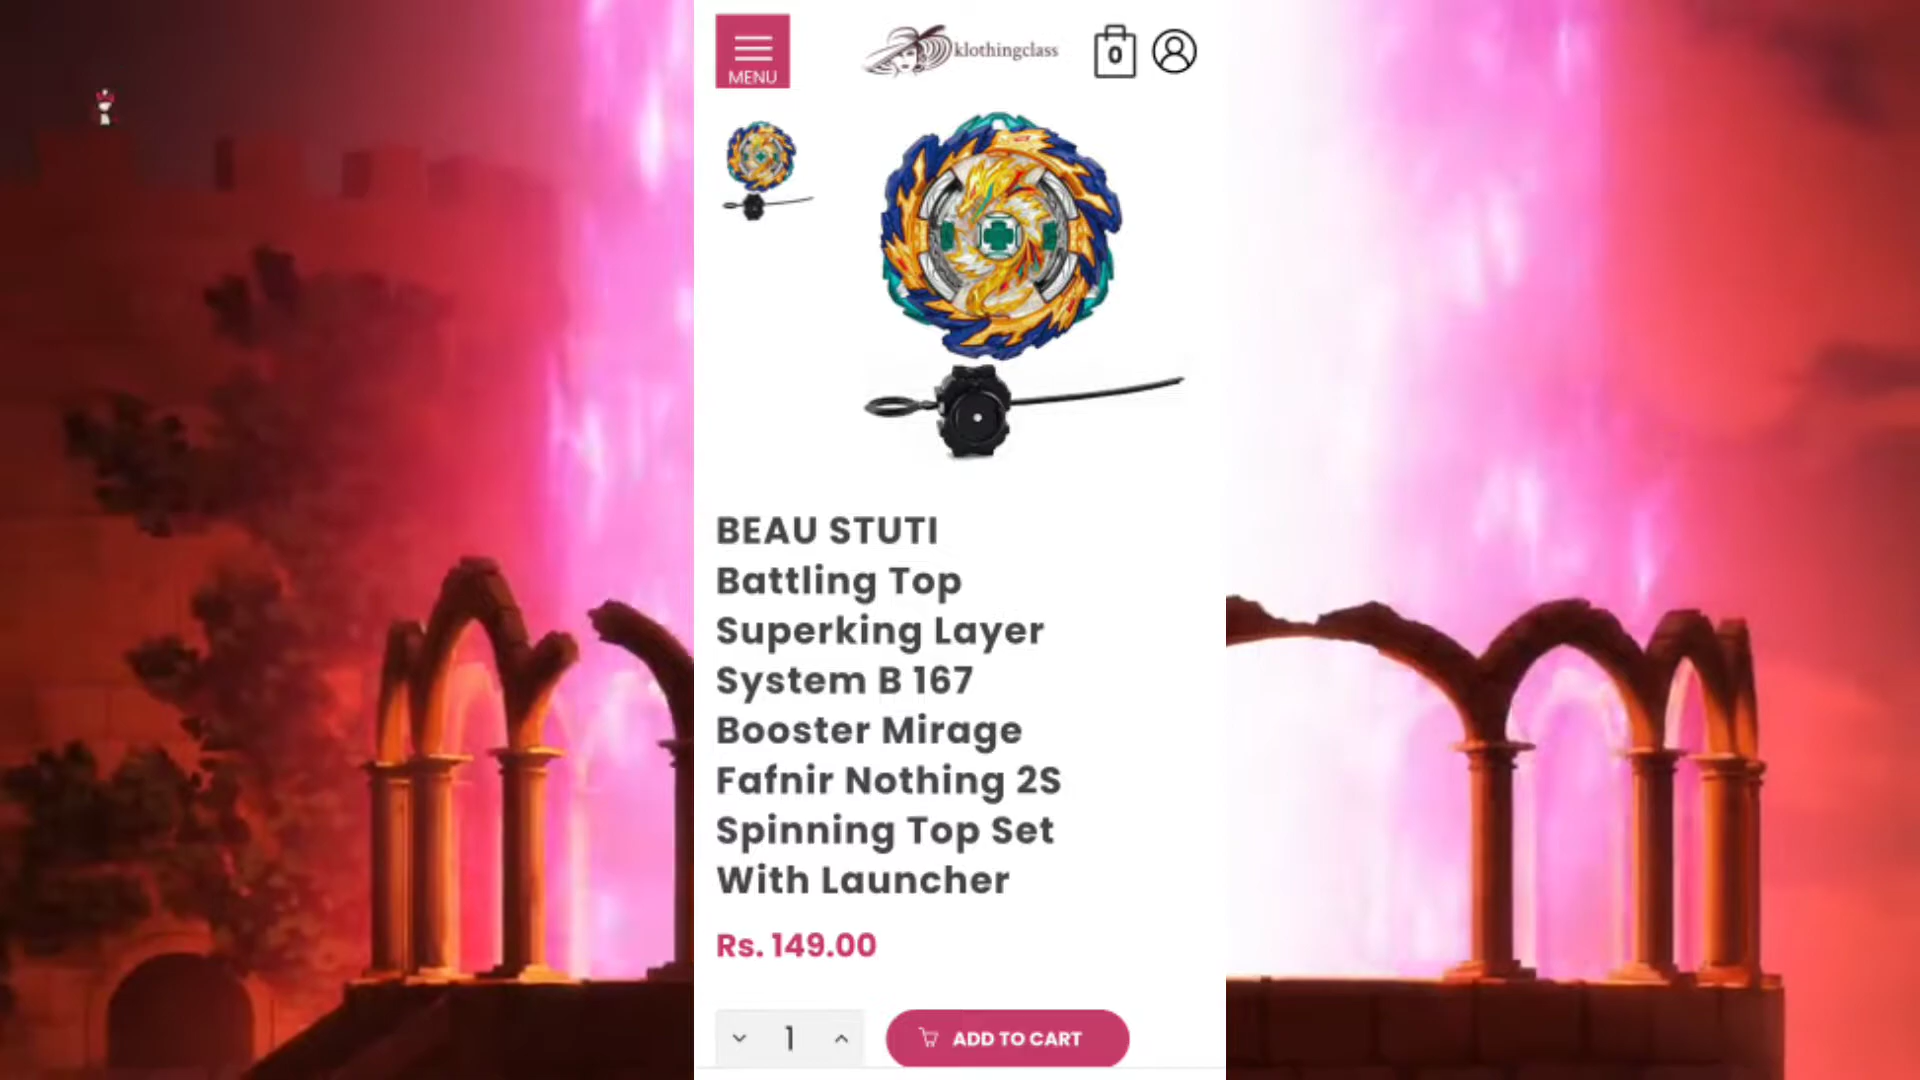 MENU
klothingclass
0
BEAU STUTI
Battling Top
Superking Layer
System B 167
Booster Mirage
Fafnir Nothing 2S
Spinning Top Set
With Launcher
Rs. 149.00
1
ADD TO CART